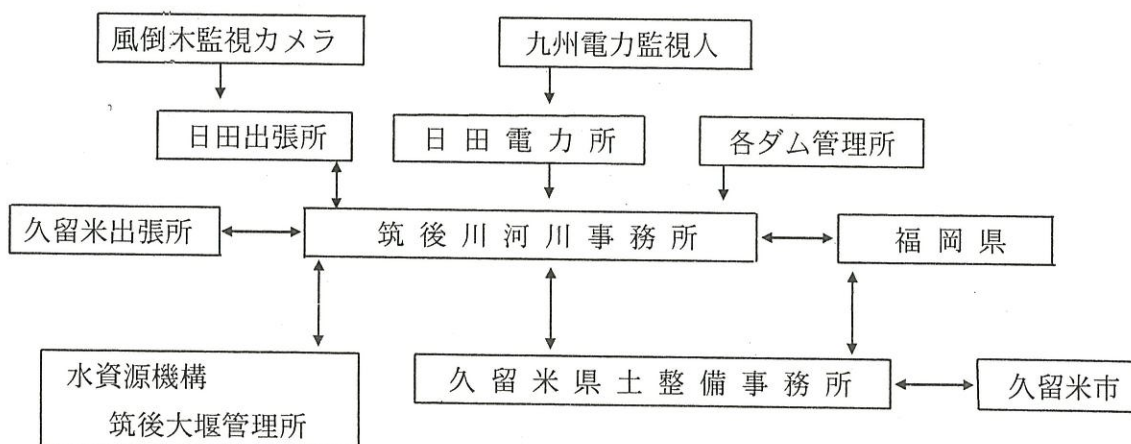 風倒木監視カメラ
九州電力監視人
日田出張所
日田電力所
各ダム管理所
久留米出張所
筑後川河川事務所
福岡県
水資源機構
筑後大堰管理所
久留米県土整備事務所
久留米市